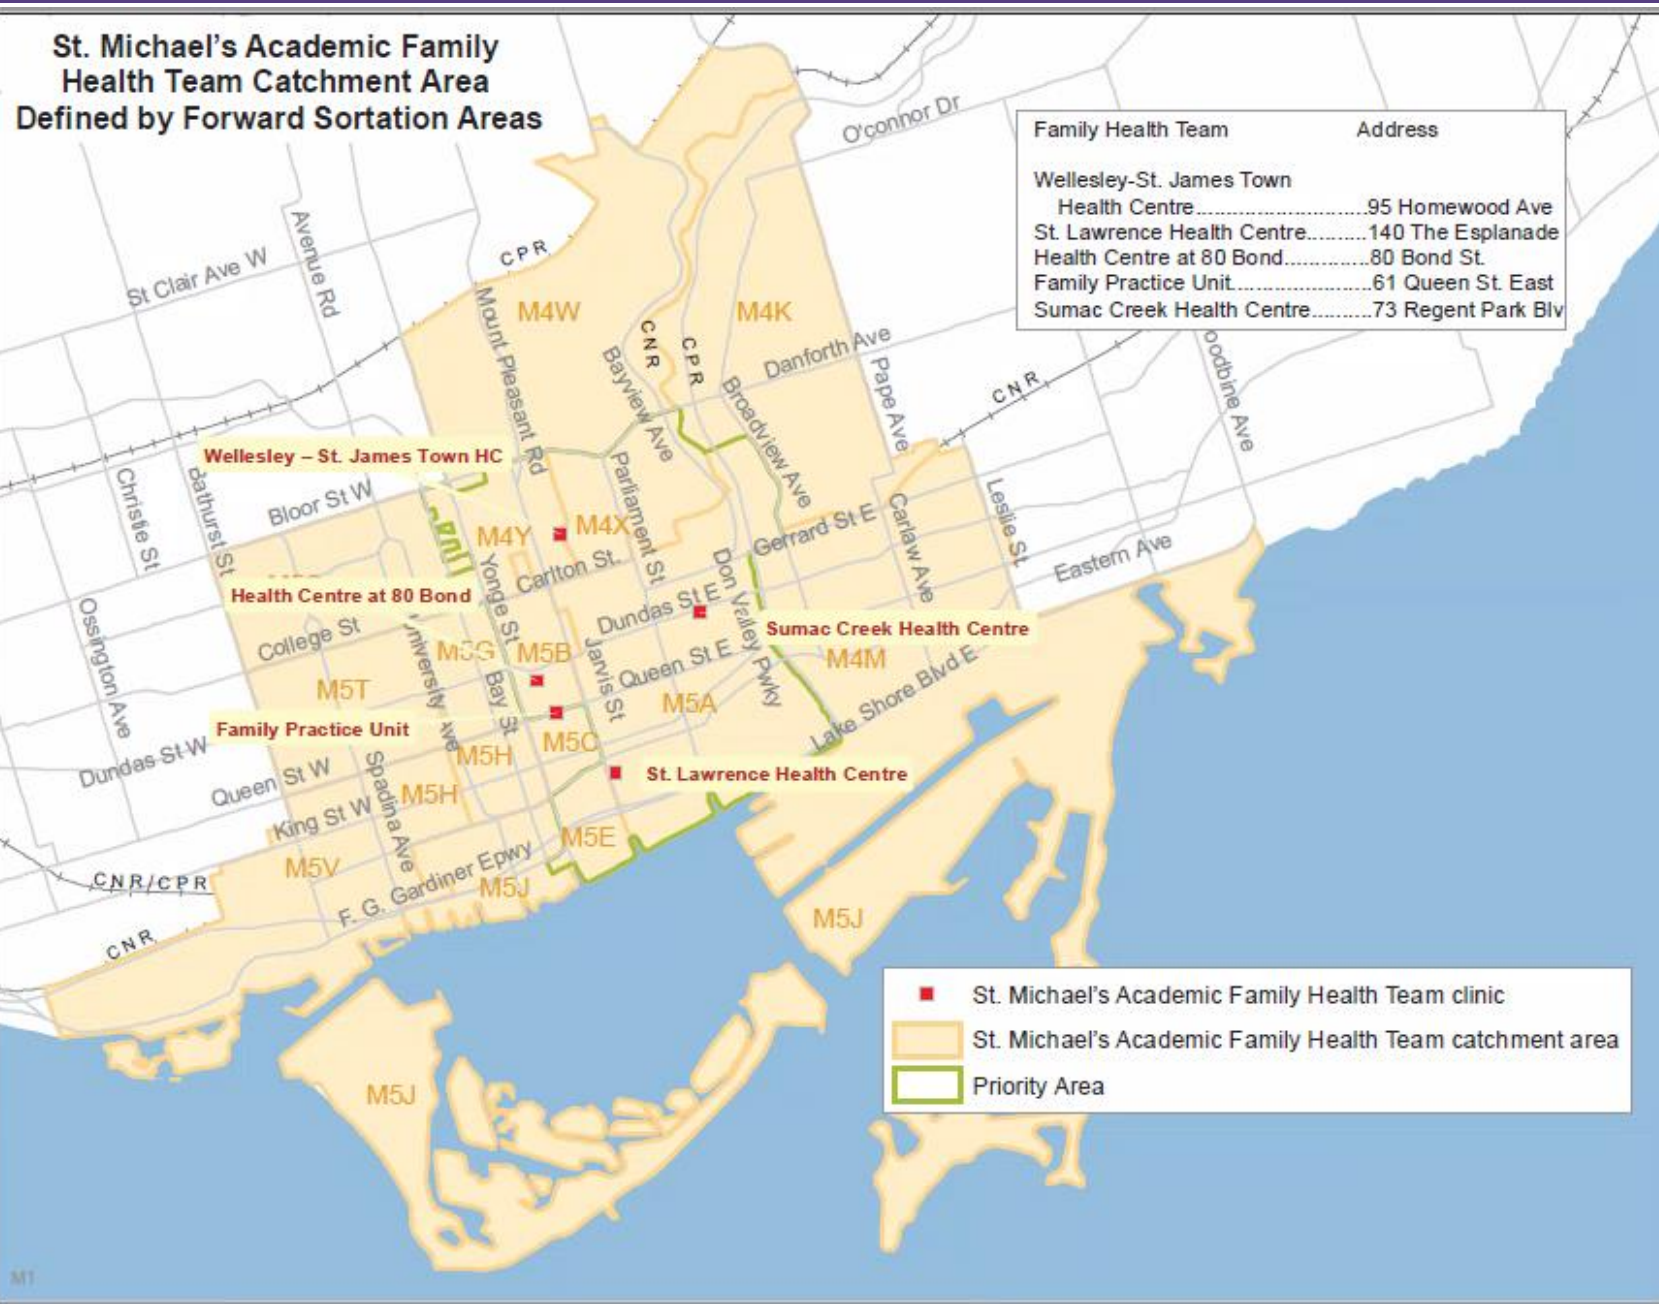 St. Michael's Academic Family
Health Team Catchment Area
Defined by Forward Sortation Areas
Family Health Team Address
Wellesley-St. James Town
Health Centre..............................95 Homewood Ave
St. Lawrence Health Centre..........140 The Esplanade
Health Centre at 80 Bond...............80 Bond St.
Family Practice Unit........................61 Queen St. East
Sumac Creek Health Centre..........73 Regent Park Blv
O'connor Dr
Avenue Rd
CPR
St Clair Ave W
Mount Pleasant Rd
M4W
M4K
CNR
CPR
Bayview Ave
Broadview Ave
Danforth Ave
Pape Ave
CNR
oodbine Ave
Wellesley – St. James Town HC
Christie St
Bathurst St
Bloor St W
Parliament St
M4Y
M4X
Gerrard St E
Carlaw Ave
Leslie St
Eastern Ave
Yonge St
Carlton St.
Don Valley Pwky
Health Centre at 80 Bond
Ossington Ave
College St
Dundas St E
Sumac Creek Health Centre
University Ave
M5G
M5B
Jarvis St
Queen St E
M4M
M5T
Bay St
M5A
Lake Shore Blvd E
Family Practice Unit
Dundas St W
M5H
M5C
Queen St W
Spadina Ave
St. Lawrence Health Centre
M5H
King St W
M5E
M5V
CNR/CPR
F. G. Gardiner Epwy
M5J
M5J
CNR
St. Michael's Academic Family Health Team clinic
St. Michael's Academic Family Health Team catchment area
Priority Area
M5J
M1